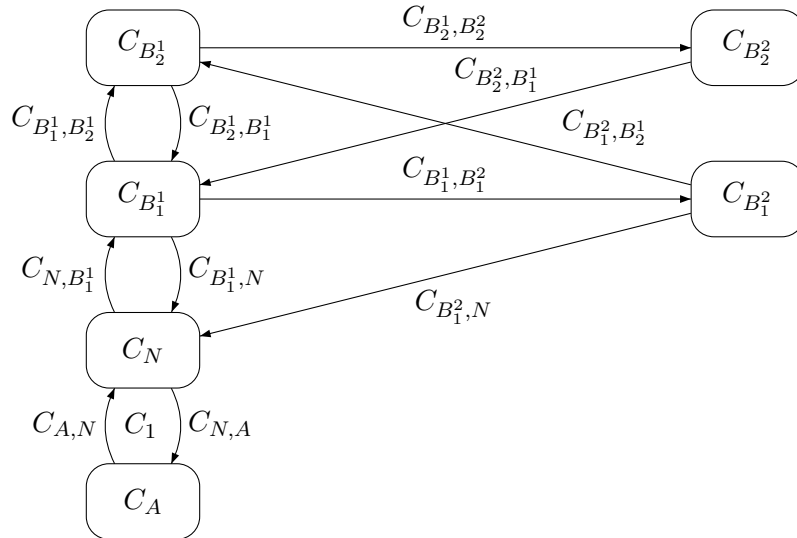 $C_{B_2^1,B_2^2}$
$C_{B_2^1}$ $C_{B_2^2}$
$C_{B_2^2,B_1^1}$
$C_{B_1^1,B_2^1}$ $C_{B_2^1,B_1^1}$ $C_{B_1^2,B_2^1}$
$C_{B_1^1,B_1^2}$
$C_{B_1^1}$ $C_{B_1^2}$
$C_{N,B_1^1}$ $C_{B_1^1,N}$
$C_{B_1^2,N}$
$C_N$
$C_{A,N}$ $C_1$ $C_{N,A}$
$C_A$